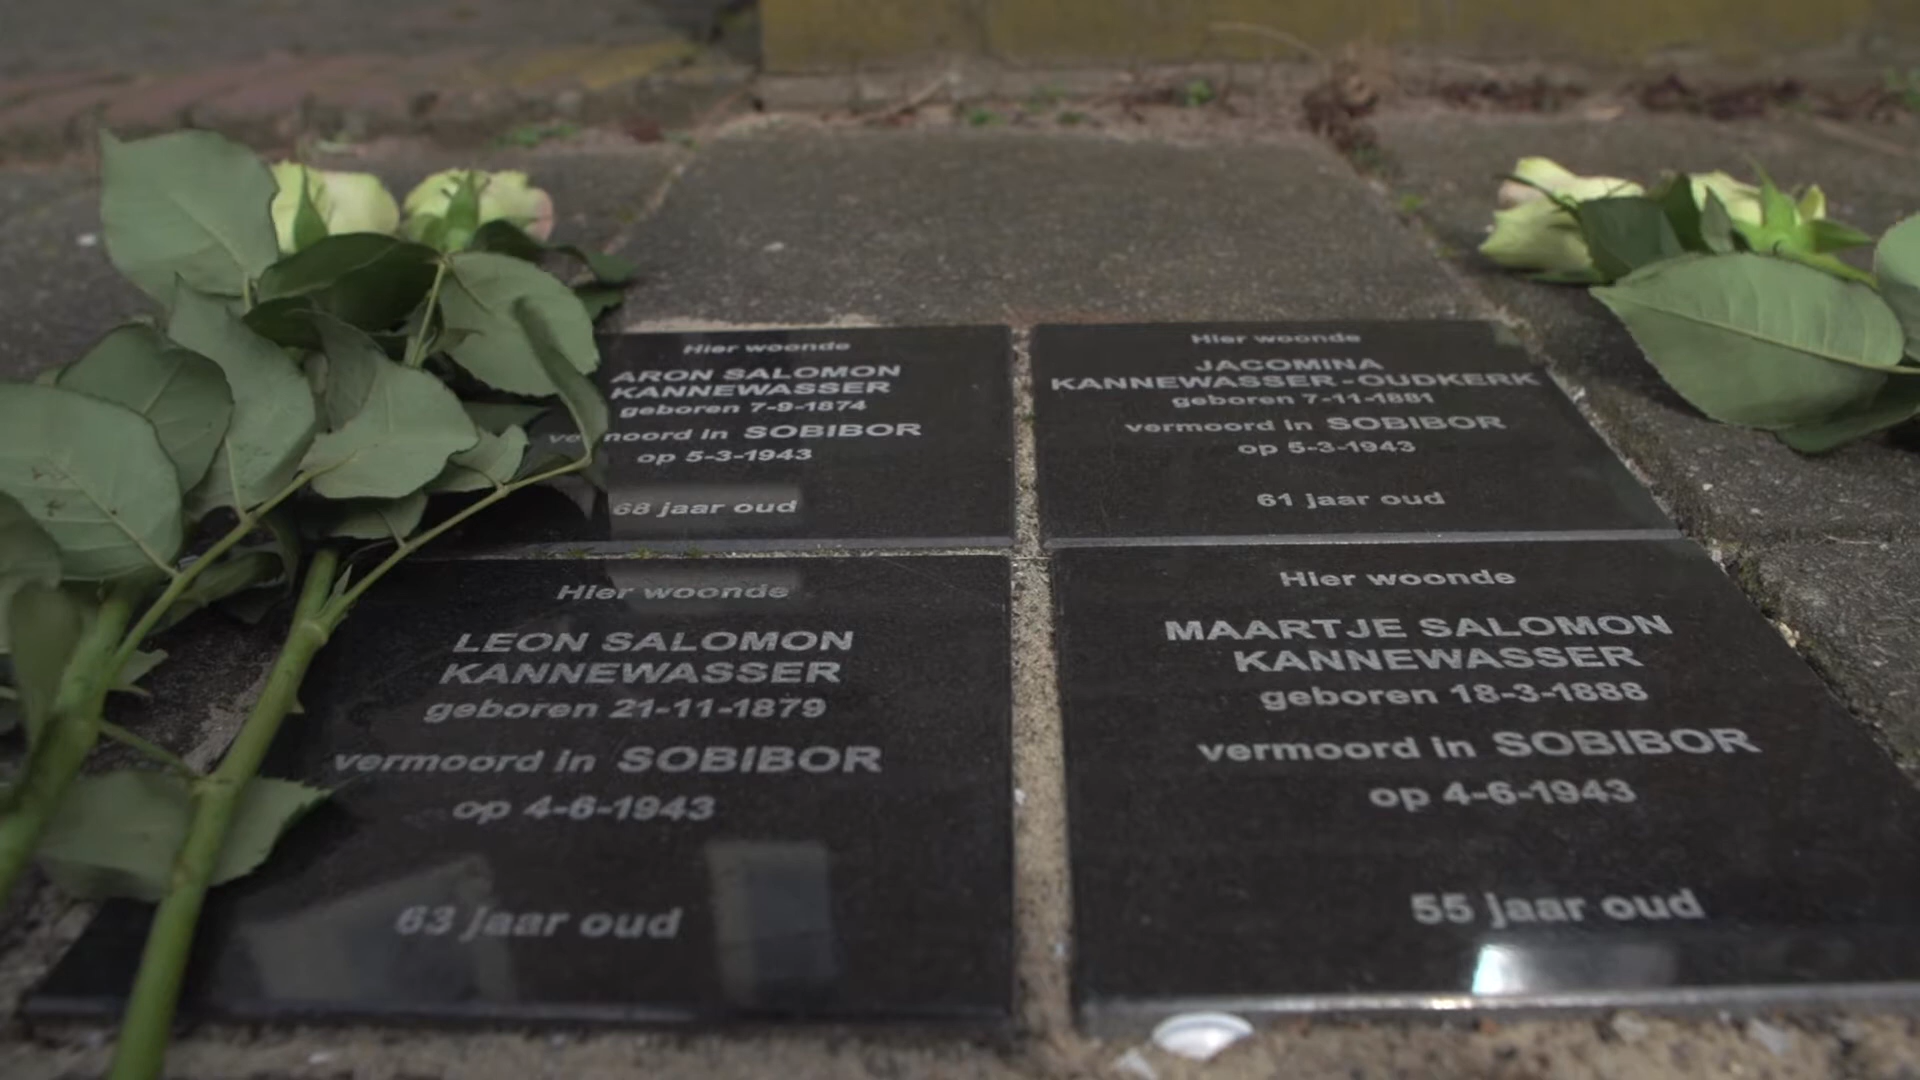 Hier woonde
ARON SALOMON
KANNEWASSER
geboren 7-9-1874
vermoord in SOBIBOR
op 5-3-1943
68 jaar oud
Hier woonde
JACOMINA
KANNEWASSER-OUDKERK
geboren 7-11-1881
vermoord in SOBIBOR
op 5-3-1943
61 jaar oud
Hier woonde
LEON SALOMON
KANNEWASSER
geboren 21-11-1879
vermoord in SOBIBOR
op 4-6-1943
63 jaar oud
Hier woonde
MAARTJE SALOMON
KANNEWASSER
geboren 18-3-1888
vermoord in SOBIBOR
op 4-6-1943
55 jaar oud